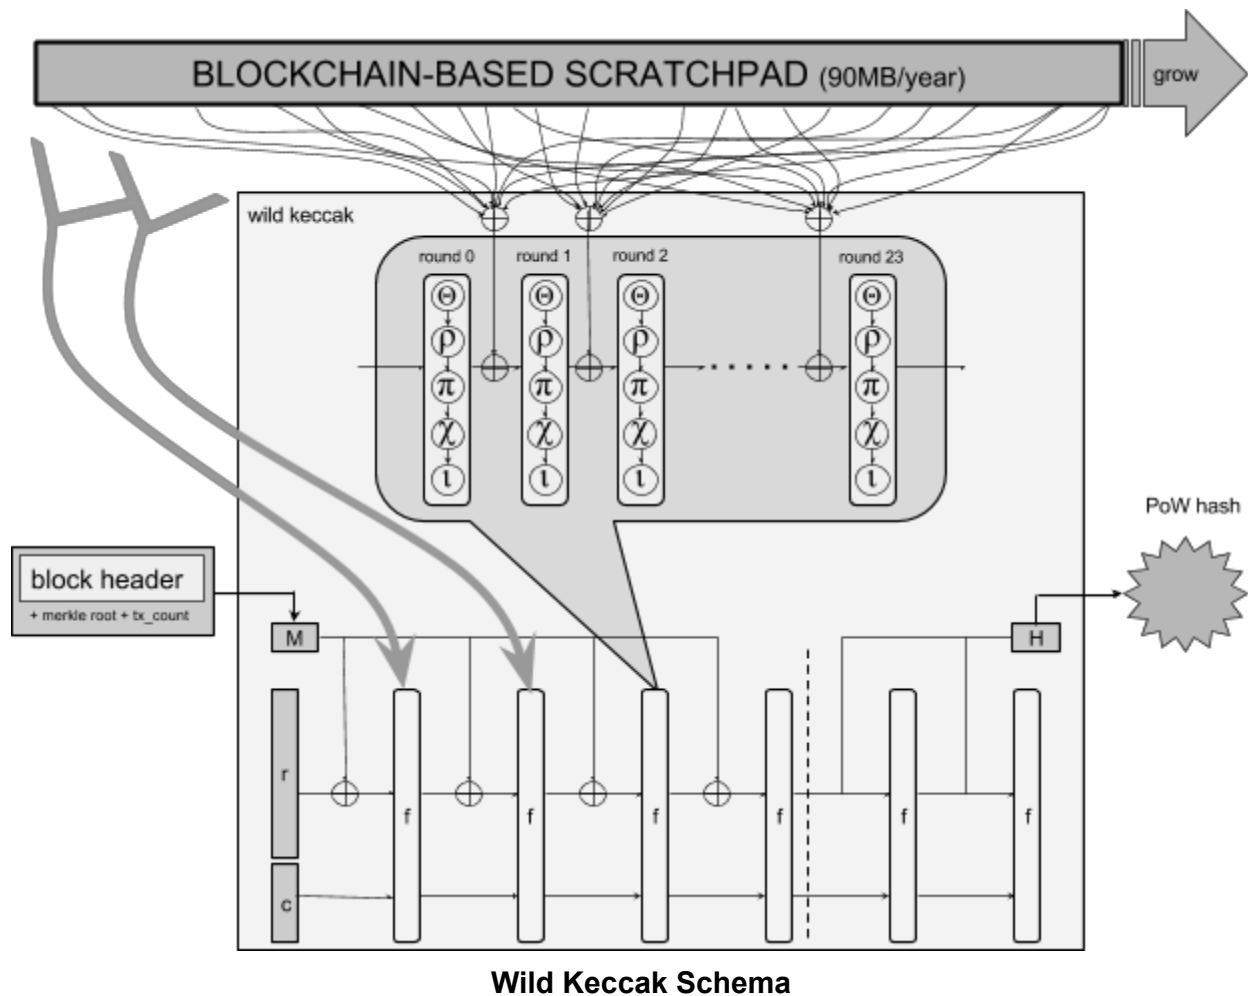 BLOCKCHAIN-BASED SCRATCHPAD (90MB/year)
grow
wild keccak
round 0
round 1
round 2
round 23
Θ Θ Θ Θ
ρ ρ ρ ρ
π π π π
χ χ χ χ
ι ι ι ι
PoW hash
block header
+ merkle root + tx_count
M
H
r
f f f f f f
c
Wild Keccak Schema